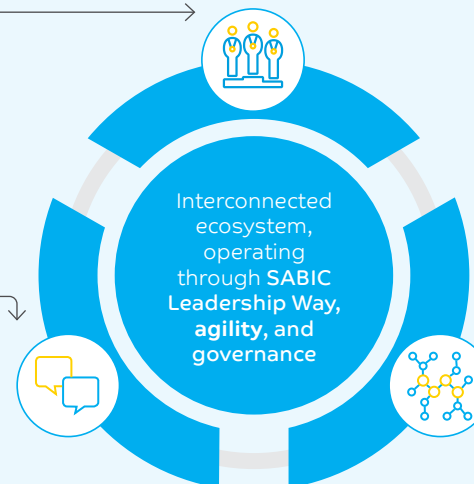 Interconnected
ecosystem,
operating
through SABIC
Leadership Way,
agility, and
governance